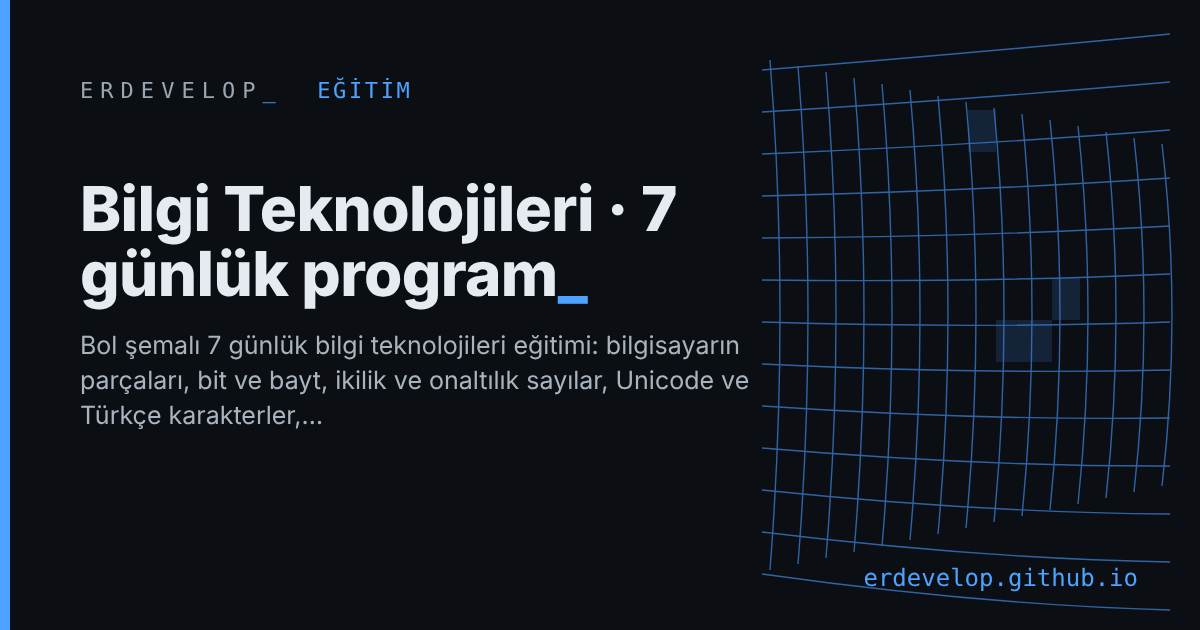 ERDEVELOP_ EĞİTİM
Bilgi Teknolojileri · 7
günlük program_
Bol şemalı 7 günlük bilgi teknolojileri eğitimi: bilgisayarın
parçaları, bit ve bayt, ikilik ve onaltılık sayılar, Unicode ve
Türkçe karakterler,...
erdevelop.github.io